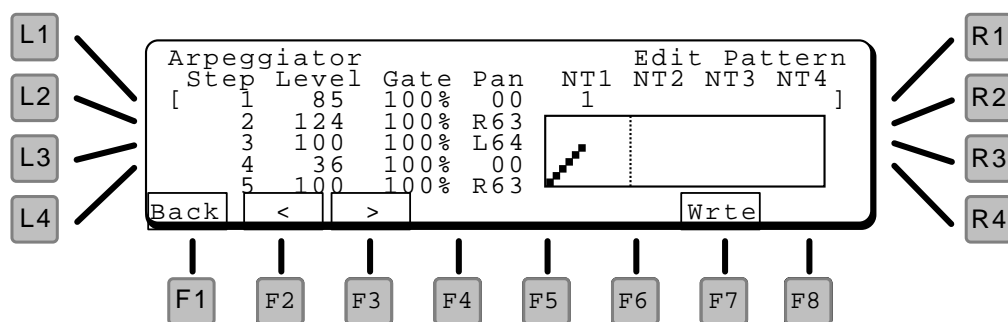 L1
L2
L3
L4
Arpeggiator Edit Pattern
Step Level Gate Pan NT1 NT2 NT3 NT4
[ 1 85 100% 00 1 ]
2 124 100% R63
3 100 100% L64
4 36 100% 00
5 100 100% R63
Back < > Wrte
R1
R2
R3
R4
F1 F2 F3 F4 F5 F6 F7 F8